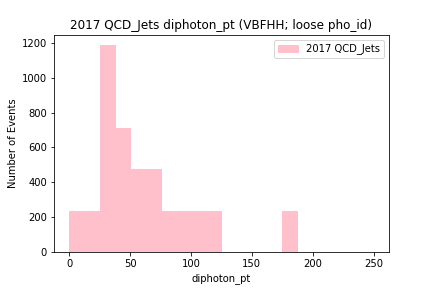 2017 QCD_Jets diphoton_pt (VBFHH; loose pho_id)
2017 QCD_Jets
1200
1000
800
600
400
200
0
Number of Events
0 50 100 150 200 250
diphoton_pt